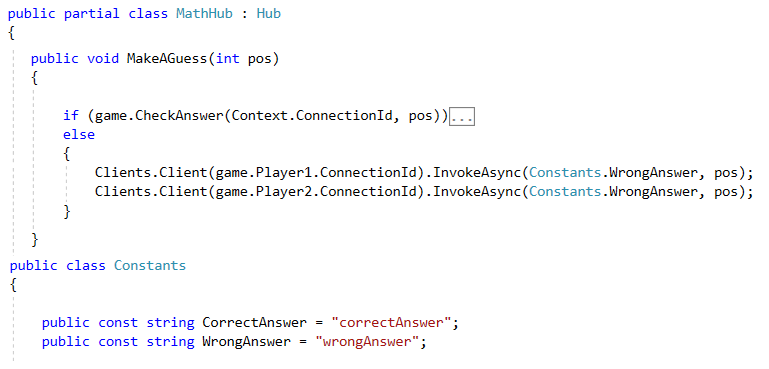 public partial class MathHub : Hub
{
public void MakeAGuess(int pos)
{
if (game.CheckAnswer(Context.ConnectionId, pos))...
else
{
Clients.Client(game.Player1.ConnectionId).InvokeAsync(Constants.WrongAnswer, pos);
Clients.Client(game.Player2.ConnectionId).InvokeAsync(Constants.WrongAnswer, pos);
}
}
public class Constants
{
public const string CorrectAnswer = "correctAnswer";
public const string WrongAnswer = "wrongAnswer";